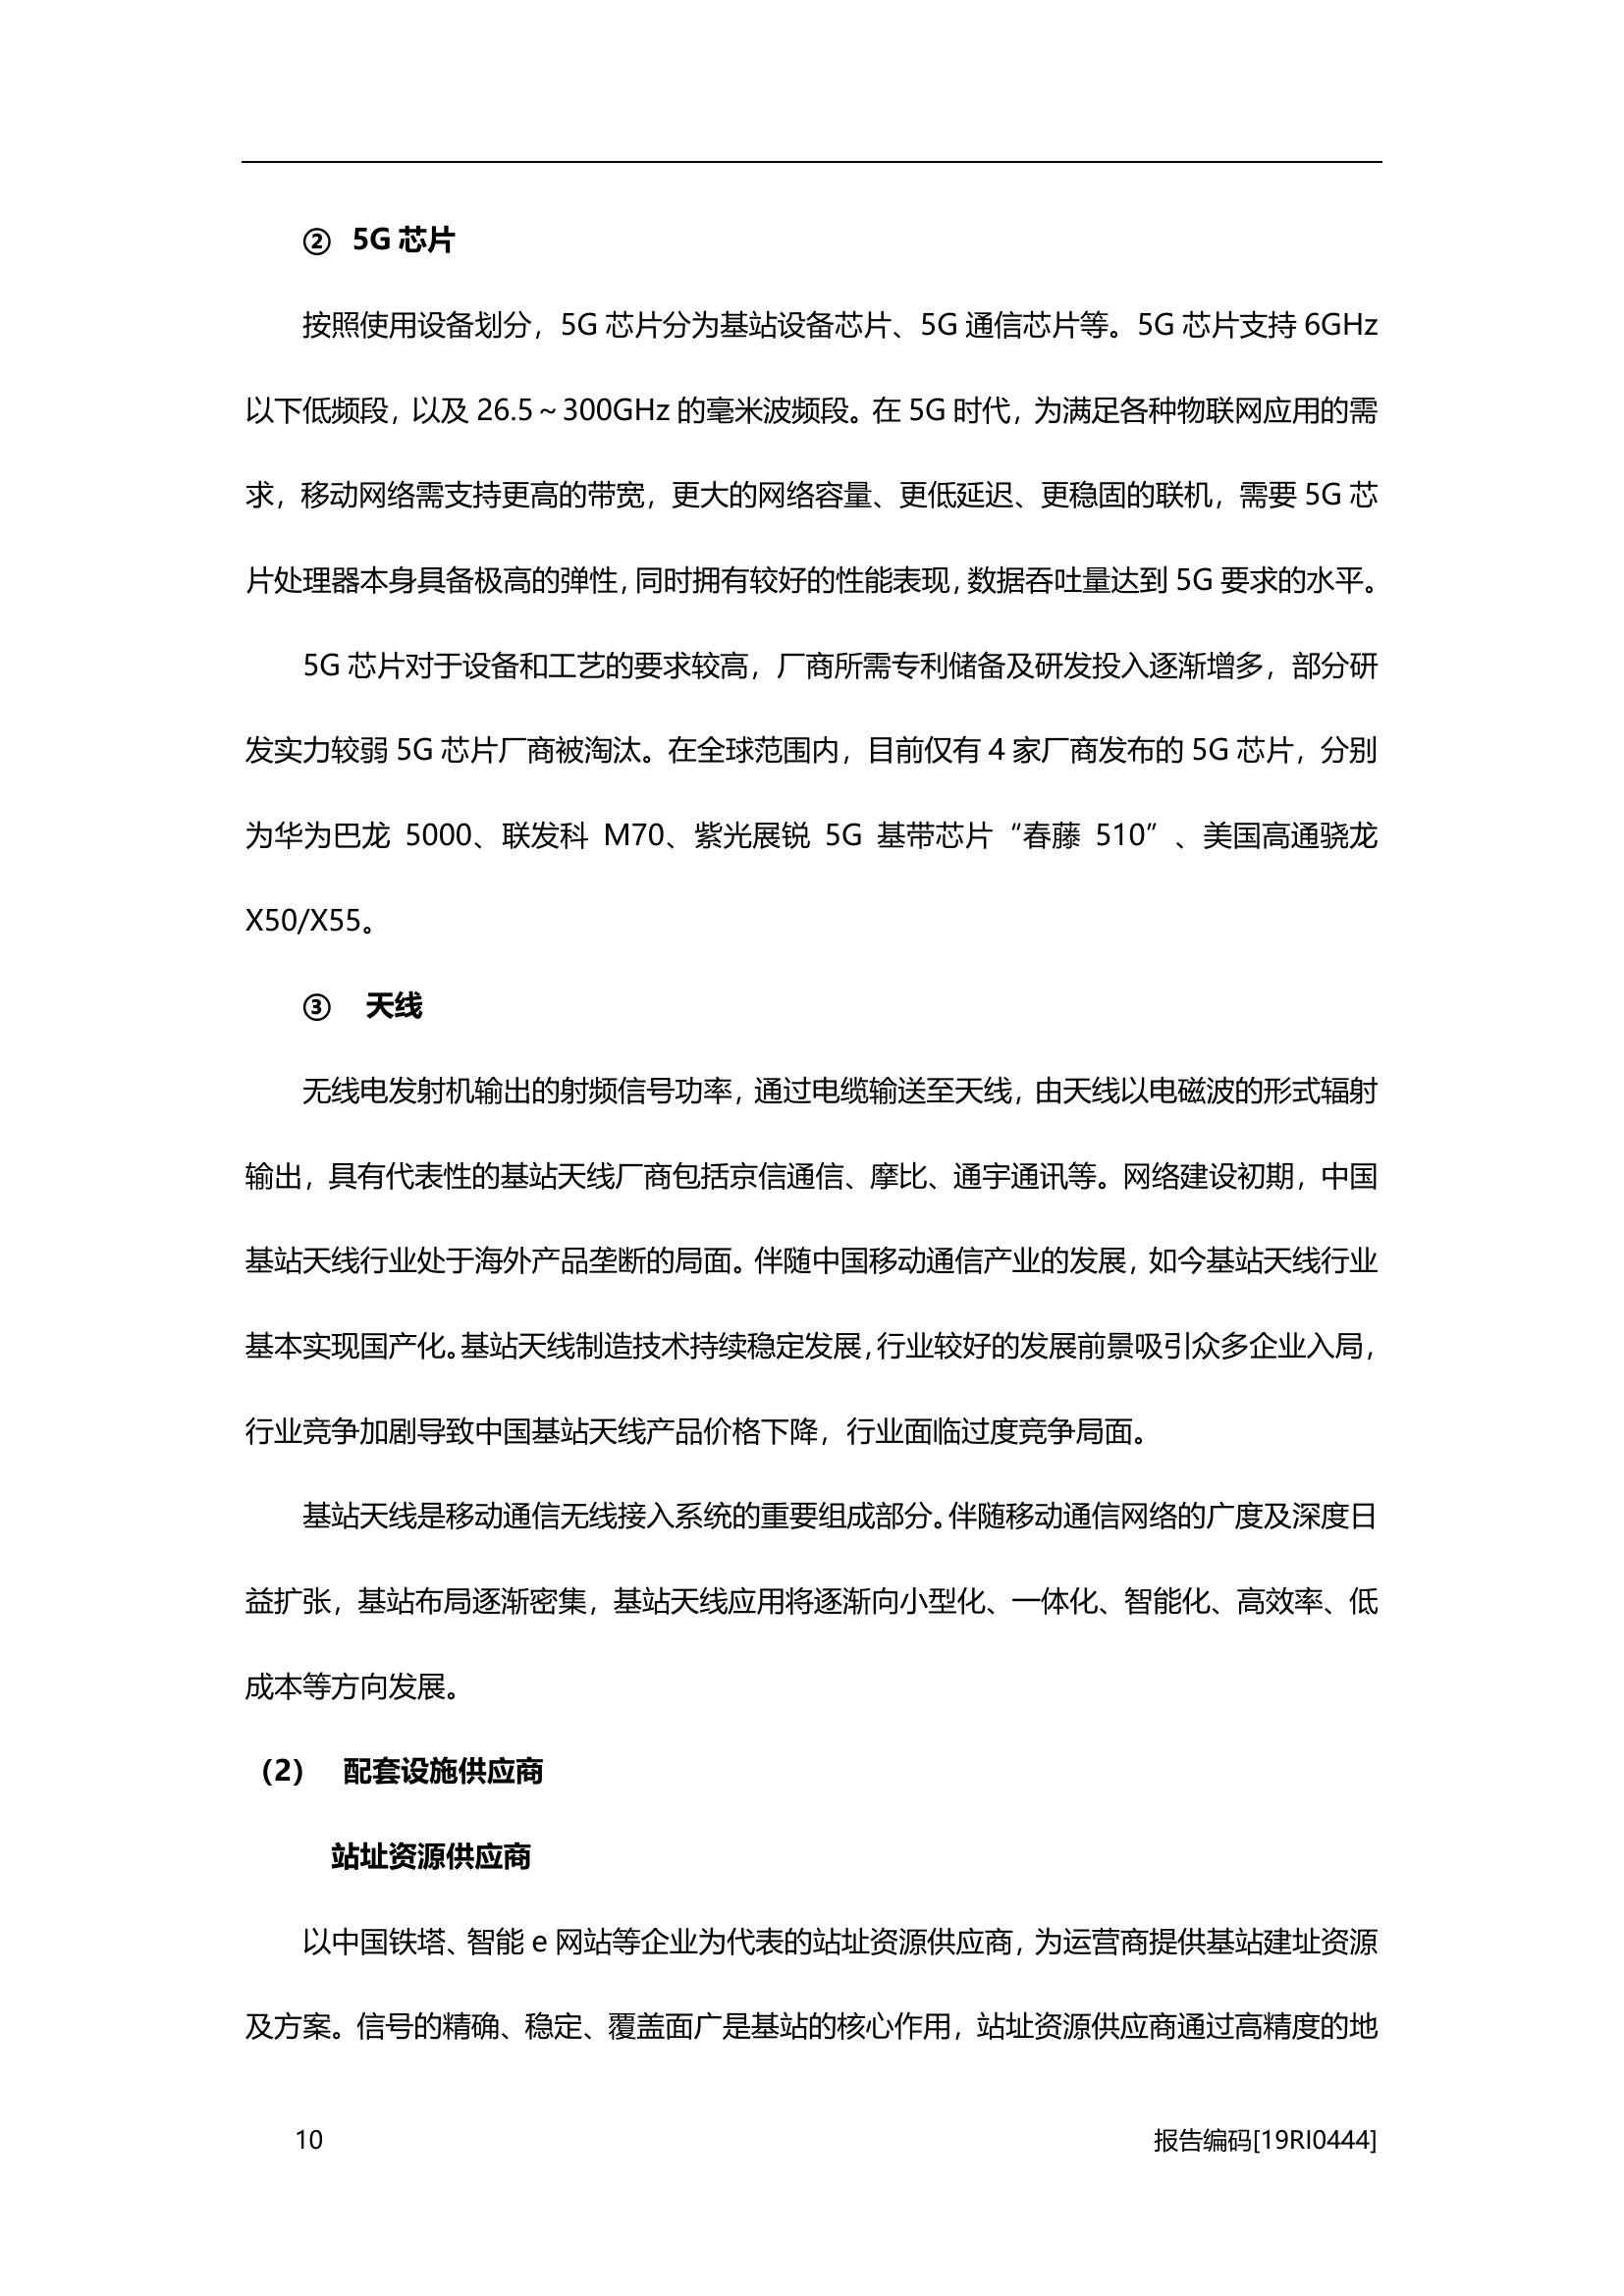 ② 5G 芯片
按照使用设备划分，5G 芯片分为基站设备芯片、5G 通信芯片等。5G 芯片支持 6GHz
以下低频段，以及 26.5～300GHz 的毫米波频段。在 5G 时代，为满足各种物联网应用的需
求，移动网络需支持更高的带宽，更大的网络容量、更低延迟、更稳固的联机，需要 5G 芯
片处理器本身具备极高的弹性，同时拥有较好的性能表现，数据吞吐量达到 5G 要求的水平。
5G 芯片对于设备和工艺的要求较高，厂商所需专利储备及研发投入逐渐增多，部分研
发实力较弱 5G 芯片厂商被淘汰。在全球范围内，目前仅有 4 家厂商发布的 5G 芯片，分别
为华为巴龙 5000、联发科 M70、紫光展锐 5G 基带芯片“春藤 510”、美国高通骁龙
X50/X55。
③ 天线
无线电发射机输出的射频信号功率，通过电缆输送至天线，由天线以电磁波的形式辐射
输出，具有代表性的基站天线厂商包括京信通信、摩比、通宇通讯等。网络建设初期，中国
基站天线行业处于海外产品垄断的局面。伴随中国移动通信产业的发展，如今基站天线行业
基本实现国产化。基站天线制造技术持续稳定发展，行业较好的发展前景吸引众多企业入局，
行业竞争加剧导致中国基站天线产品价格下降，行业面临过度竞争局面。
基站天线是移动通信无线接入系统的重要组成部分。伴随移动通信网络的广度及深度日
益扩张，基站布局逐渐密集，基站天线应用将逐渐向小型化、一体化、智能化、高效率、低
成本等方向发展。
（2） 配套设施供应商
站址资源供应商
以中国铁塔、智能 e 网站等企业为代表的站址资源供应商，为运营商提供基站建址资源
及方案。信号的精确、稳定、覆盖面广是基站的核心作用，站址资源供应商通过高精度的地
10 报告编码[19RI0444]